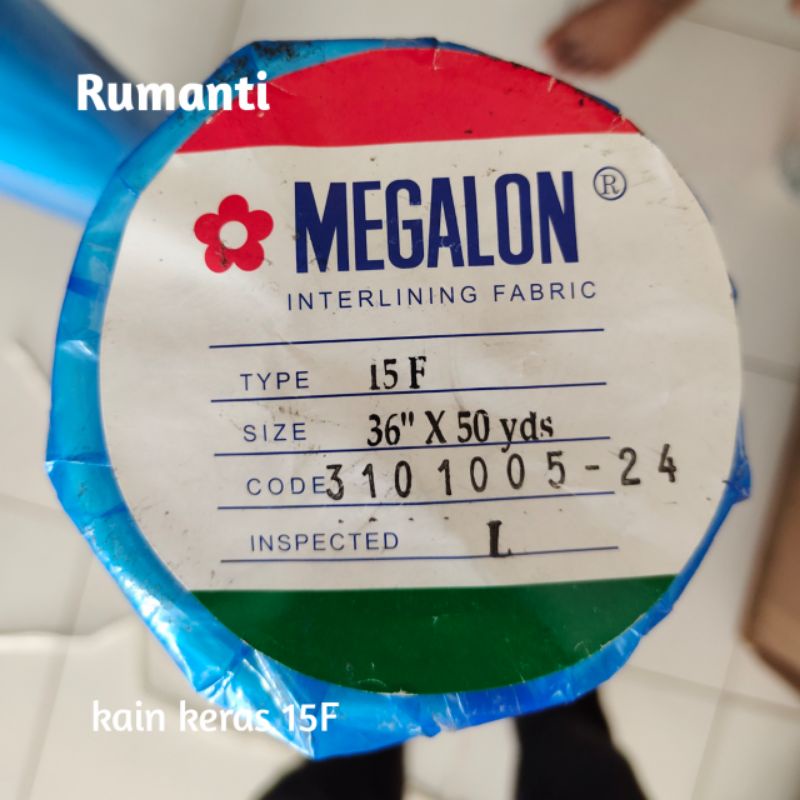 Rumanti
MEGALON ®
INTERLINING FABRIC
TYPE 15 F
SIZE 36" X 50 yds
CODE 3101005-24
INSPECTED L
kain keras 15F